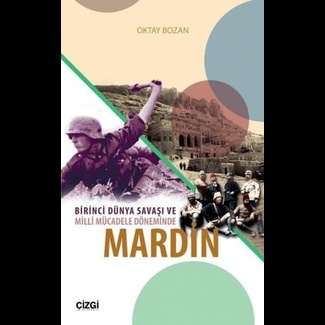 OKTAY BOZAN
BİRİNCİ DÜNYA SAVAŞI VE
MİLLİ MÜCADELE DÖNEMİNDE
MARDİN
ÇİZGİ